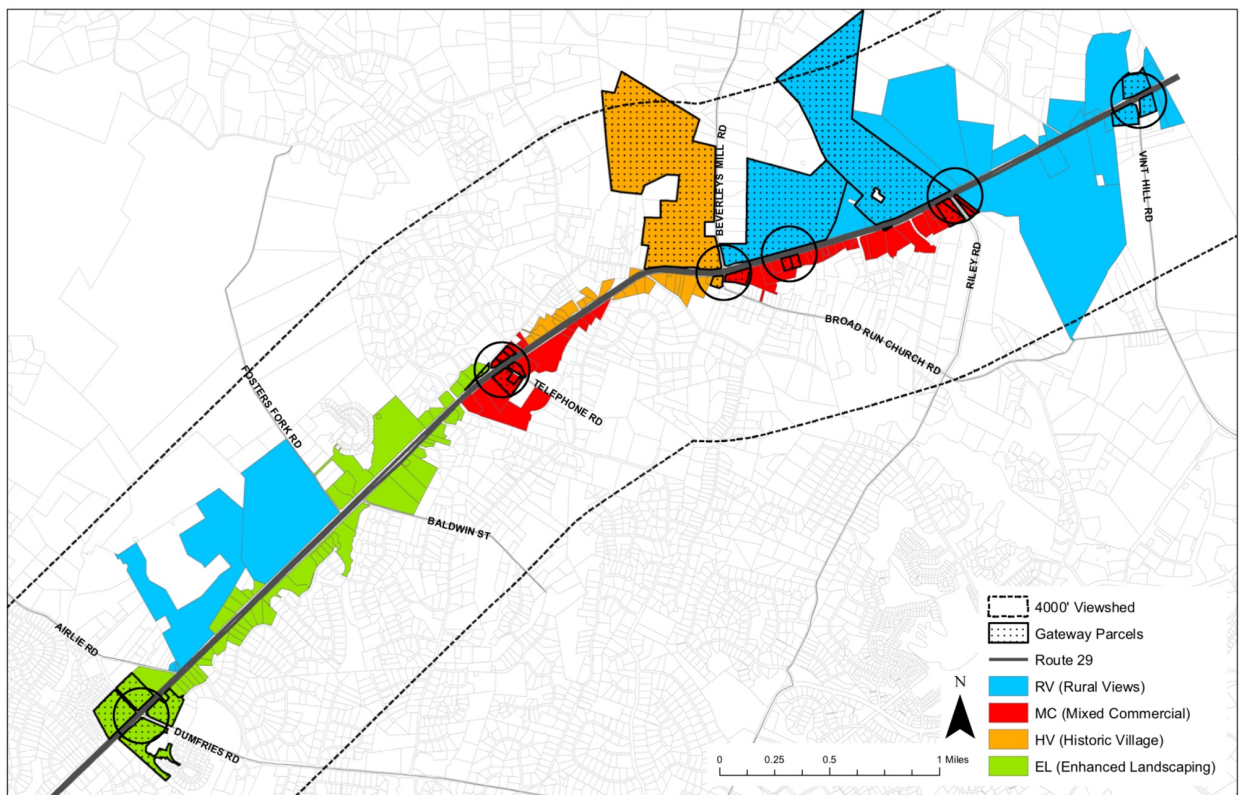 BEVERLEYS MILL RD
VINT HILL RD
RILEY RD
BROAD RUN CHURCH RD
TELEPHONE RD
FOSTERS FORK RD
BALDWIN ST
AIRLIE RD
DUMFRIES RD
4000' Viewshed
Gateway Parcels
Route 29
RV (Rural Views)
MC (Mixed Commercial)
HV (Historic Village)
EL (Enhanced Landscaping)
N
0 0.25 0.5 1 Miles